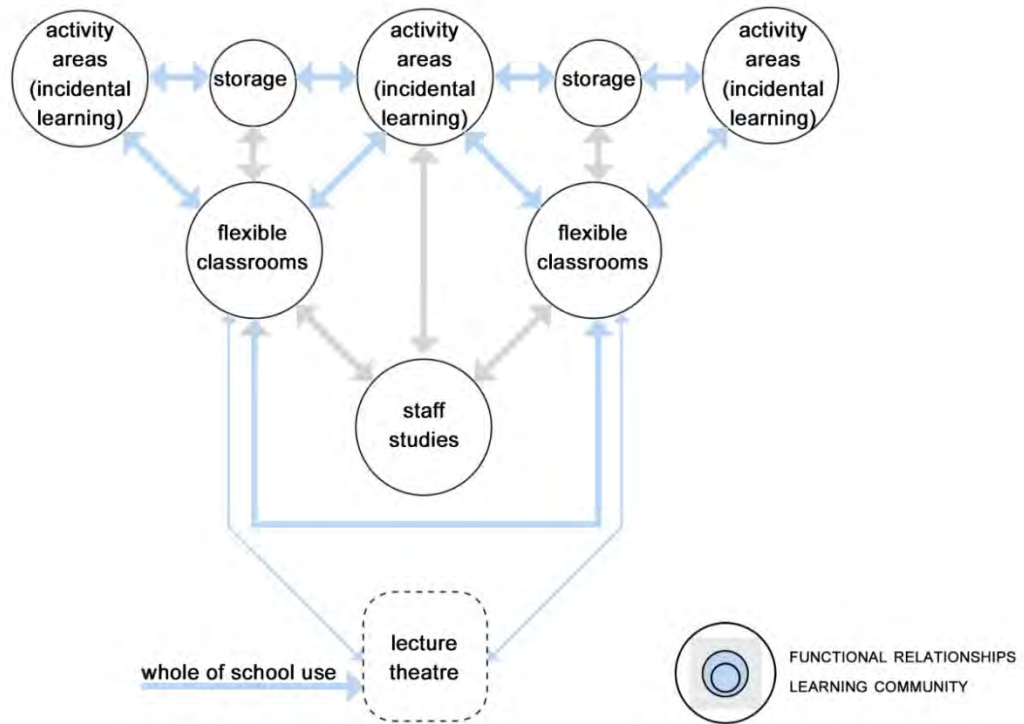 activity
areas
(incidental
learning)
storage
activity
areas
(incidental
learning)
storage
activity
areas
(incidental
learning)
flexible
classrooms
flexible
classrooms
staff
studies
lecture
theatre
whole of school use
FUNCTIONAL RELATIONSHIPS
LEARNING COMMUNITY